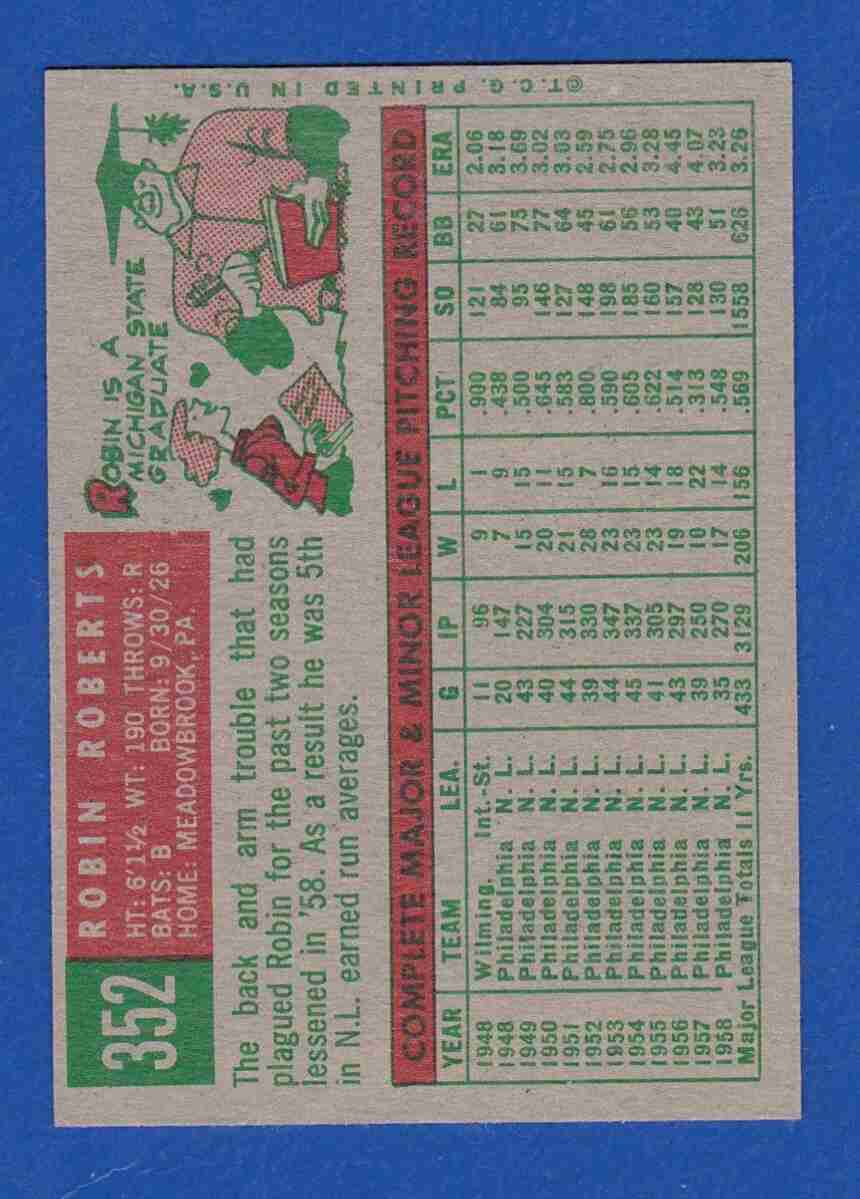 352
ROBIN ROBERTS
HT: 6'1½ WT: 190 THROWS: R
BATS: B BORN: 9/30/26
HOME: MEADOWBROOK, PA.
ROBIN IS A
MICHIGAN STATE
GRADUATE
The back and arm trouble that had
plagued Robin for the past two seasons
lessened in '58. As a result he was 5th
in N.L. earned run averages.
COMPLETE MAJOR & MINOR LEAGUE PITCHING RECORD
YEAR TEAM LEA. G IP W L PCT SO BB ERA
1948 Wilming. Int.-St. 11 96 9 1 .900 121 27 2.06
1948 Philadelphia N. L. 20 147 7 9 .438 84 61 3.18
1949 Philadelphia N. L. 43 227 15 15 .500 95 75 3.69
1950 Philadelphia N. L. 40 304 20 11 .645 146 77 3.02
1951 Philadelphia N. L. 44 315 21 15 .583 127 64 3.03
1952 Philadelphia N. L. 39 330 28 7 .800 148 45 2.59
1953 Philadelphia N. L. 44 347 23 16 .590 198 61 2.75
1954 Philadelphia N. L. 45 337 23 15 .605 185 56 2.96
1955 Philadelphia N. L. 41 305 23 14 .622 160 53 3.28
1956 Philadelphia N. L. 43 297 19 18 .514 157 40 4.45
1957 Philadelphia N. L. 39 250 10 22 .313 128 43 4.07
1958 Philadelphia N. L. 35 270 17 14 .548 130 51 3.23
Major League Totals 11 Yrs. 433 3129 206 156 .569 1558 626 3.26
©T.C.G. PRINTED IN U.S.A.